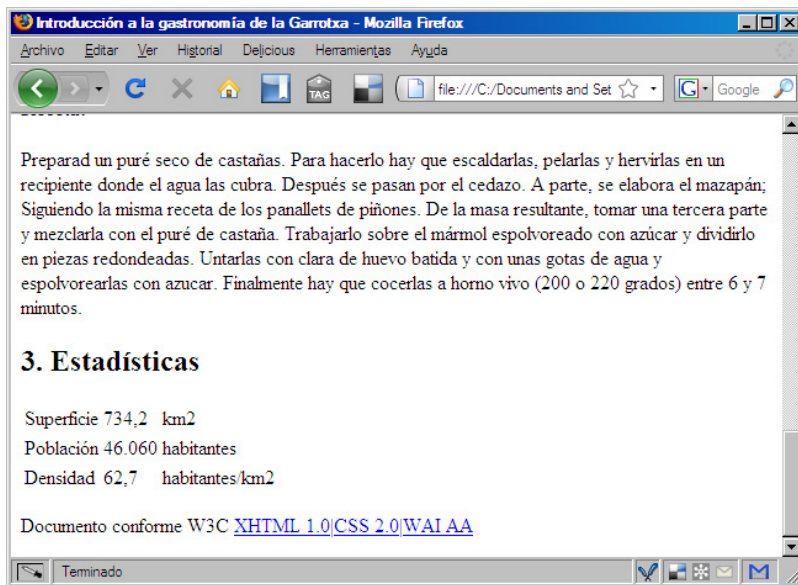 Introducción a la gastronomía de la Garrotxa - Mozilla Firefox
Archivo Editar Ver Historial Delicious Herramientas Ayuda
TAG file:///C:/Documents and Set G Google
Preparad un puré seco de castañas. Para hacerlo hay que escaldarlas, pelarlas y hervirlas en un
recipiente donde el agua las cubra. Después se pasan por el cedazo. A parte, se elabora el mazapán;
Siguiendo la misma receta de los panallets de piñones. De la masa resultante, tomar una tercera parte
y mezclarla con el puré de castaña. Trabajarlo sobre el mármol espolvoreado con azúcar y dividirlo
en piezas redondeadas. Untarlas con clara de huevo batida y con unas gotas de agua y
espolvorearlas con azucar. Finalmente hay que cocerlas a horno vivo (200 o 220 grados) entre 6 y 7
minutos.
3. Estadísticas
Superficie 734,2 km2
Población 46.060 habitantes
Densidad 62,7 habitantes/km2
Documento conforme W3C XHTML 1.0|CSS 2.0|WAI AA
Terminado